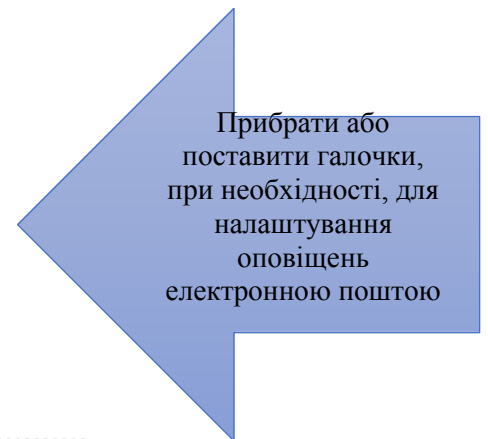 Прибрати або
поставити галочки,
при необхідності, для
налаштування
оповіщень
електронною поштою